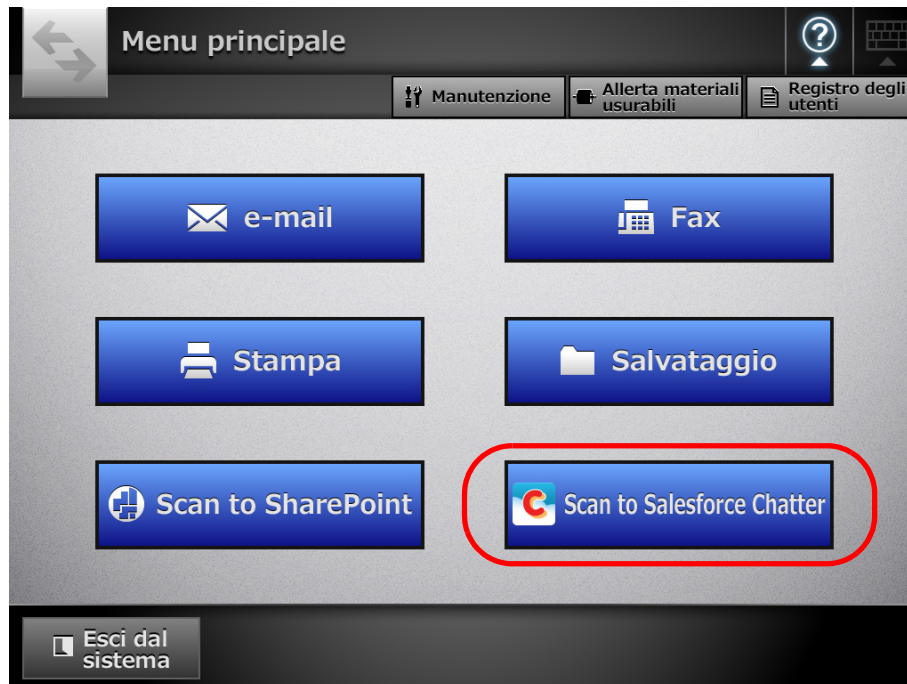 Menu principale
?
Manutenzione
Allerta materiali
usurabili
Registro degli
utenti
e-mail
Fax
Stampa
Salvataggio
Scan to SharePoint
C Scan to Salesforce Chatter
Esci dal
sistema